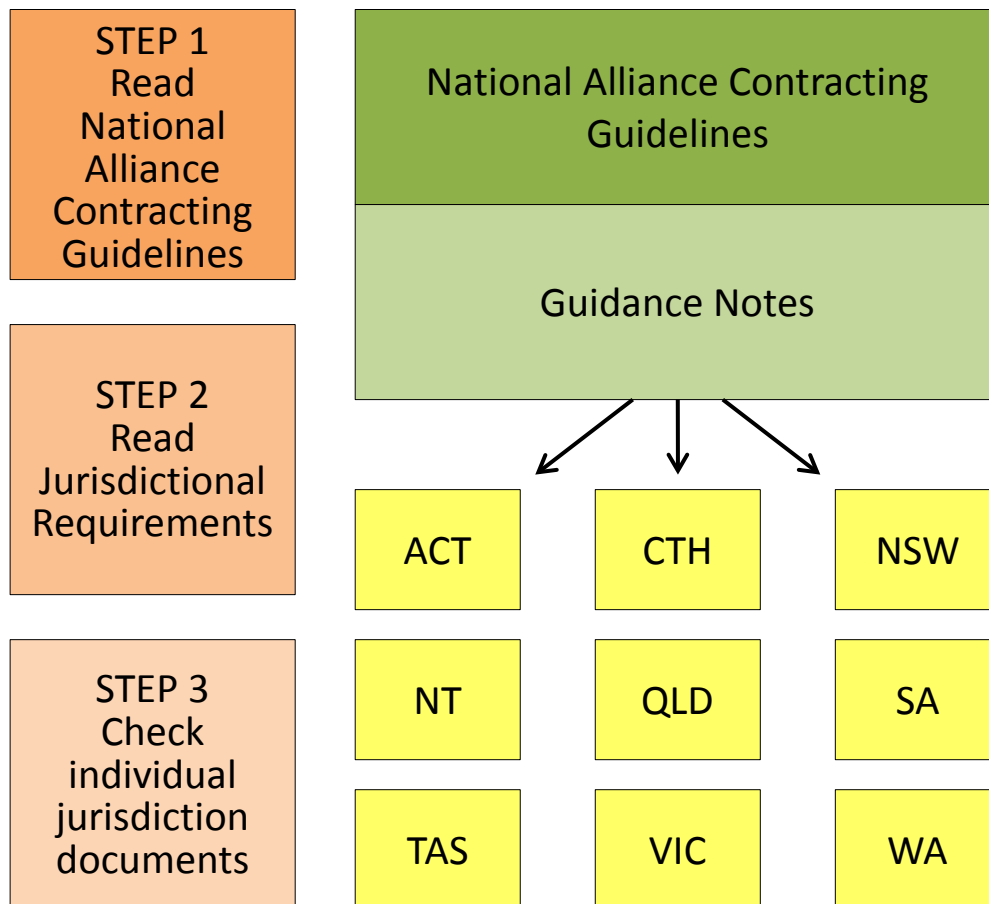 STEP 1
Read
National
Alliance
Contracting
Guidelines
National Alliance Contracting
Guidelines
Guidance Notes
STEP 2
Read
Jurisdictional
Requirements
ACT
CTH
NSW
STEP 3
Check
individual
jurisdiction
documents
NT
QLD
SA
TAS
VIC
WA